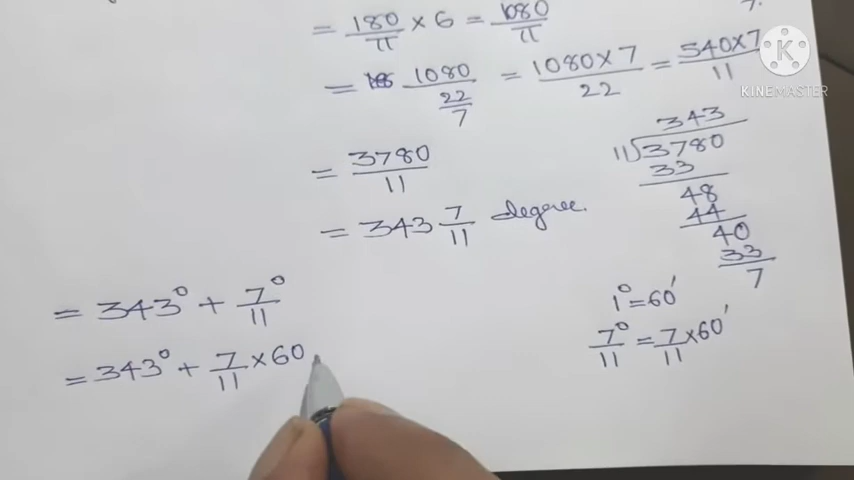 = 180/π × 6 = 1080/π
= 1080/(22/7) = 1080×7/22 = 540×7/11
= 3780/11
= 343 7/11 degree.
343
11)3780
33
48
44
40
33
7
= 343° + 7°/11
= 343° + 7/11 × 60
1° = 60′
7°/11 = 7/11 × 60′
K
KINEMASTER